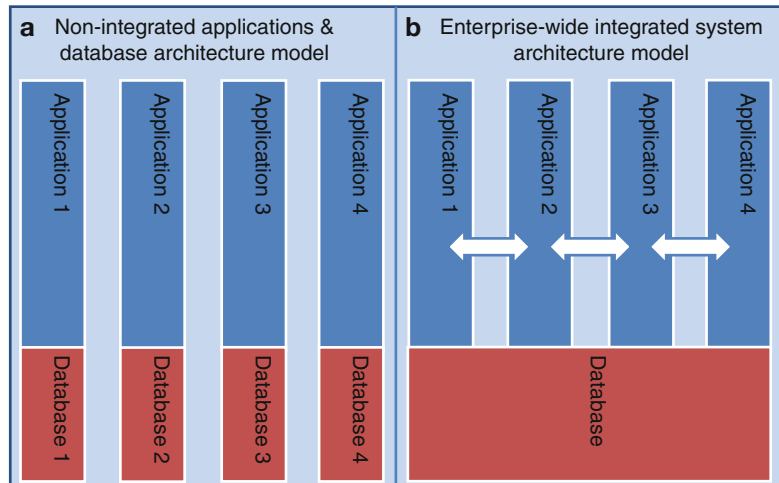 a Non-integrated applications &
database architecture model
Application 1
Application 2
Application 3
Application 4
Database 1
Database 2
Database 3
Database 4
b Enterprise-wide integrated system
architecture model
Application 1
Application 2
Application 3
Application 4
Database